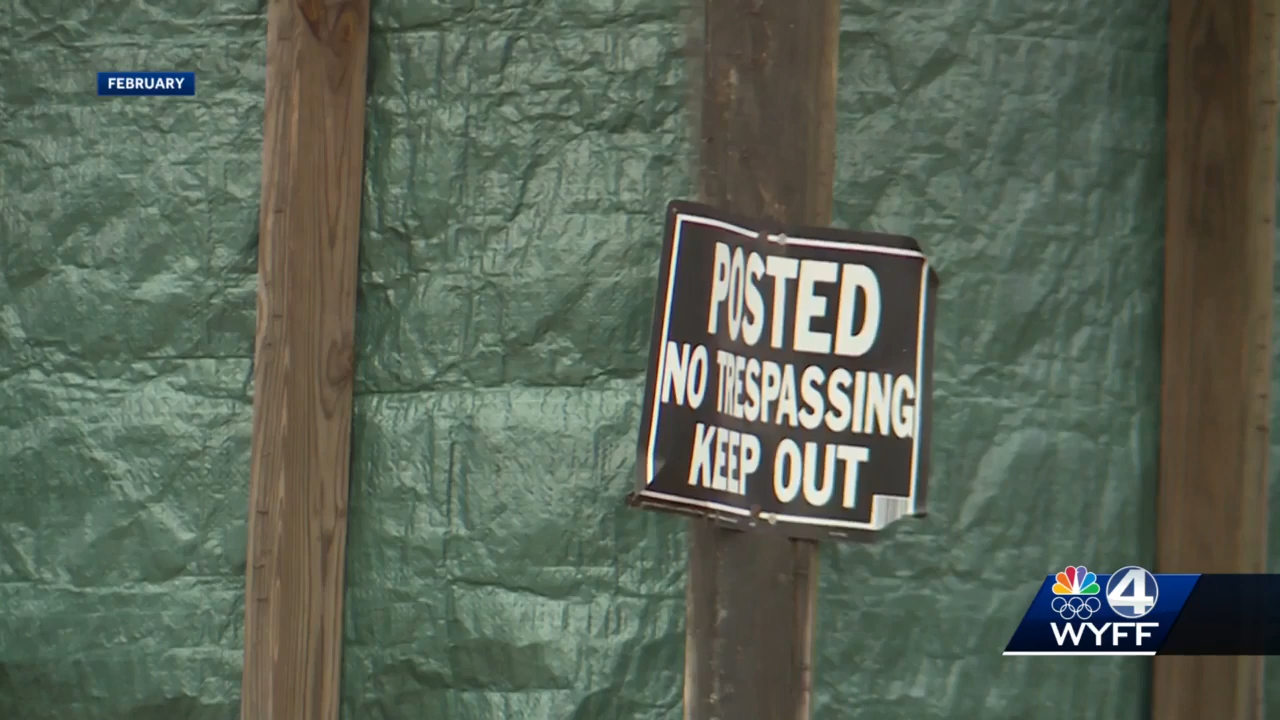 FEBRUARY
POSTED
NO TRESPASSING
KEEP OUT
4
WYFF